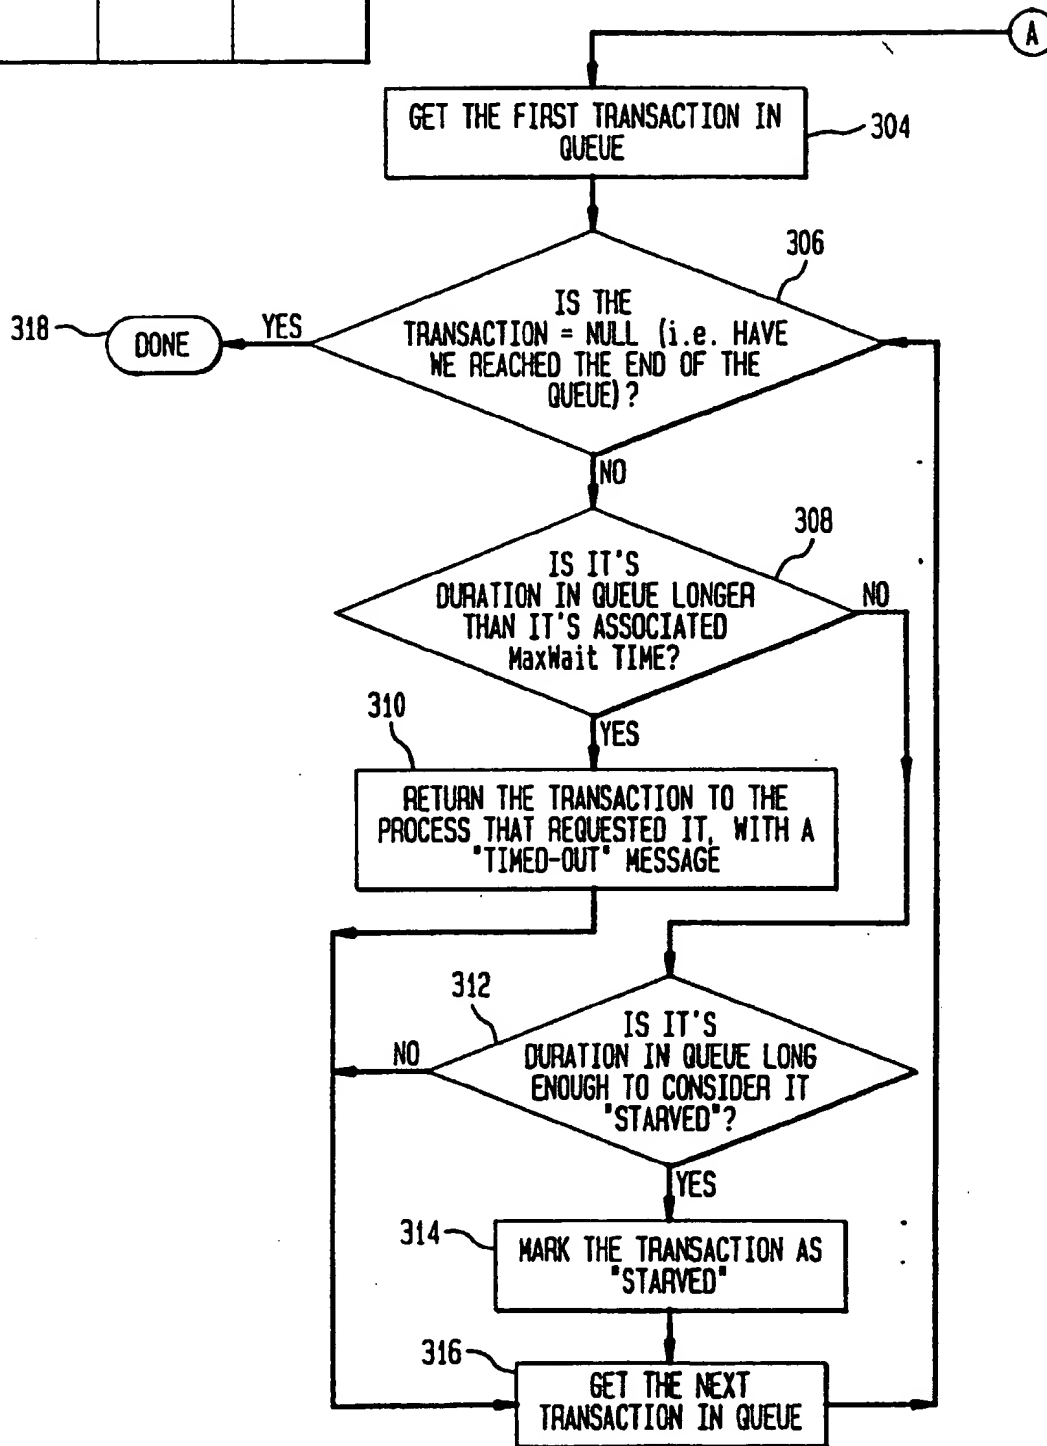 A
GET THE FIRST TRANSACTION IN
QUEUE
304
306
IS THE
TRANSACTION = NULL (i.e. HAVE
WE REACHED THE END OF THE
QUEUE)?
YES
318
DONE
NO
308
IS IT'S
DURATION IN QUEUE LONGER
THAN IT'S ASSOCIATED
MaxWait TIME?
NO
310
YES
RETURN THE TRANSACTION TO THE
PROCESS THAT REQUESTED IT, WITH A
"TIMED-OUT" MESSAGE
312
IS IT'S
DURATION IN QUEUE LONG
ENOUGH TO CONSIDER IT
"STARVED"?
NO
YES
314
MARK THE TRANSACTION AS
"STARVED"
316
GET THE NEXT
TRANSACTION IN QUEUE